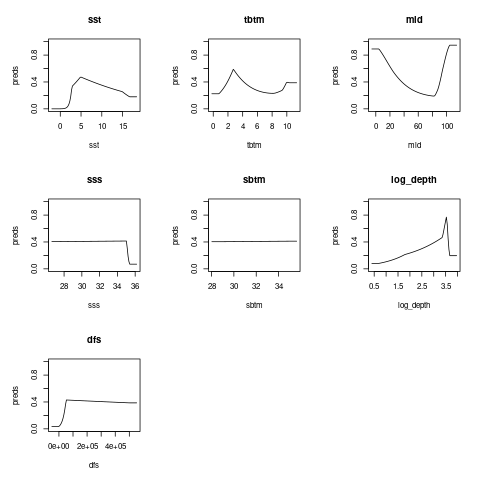 sst
preds
0.0 0.4 0.8
0 5 10 15
sst
tbtm
preds
0.0 0.4 0.8
0 2 4 6 8 10
tbtm
mld
preds
0.0 0.4 0.8
0 20 60 100
mld
sss
preds
0.0 0.4 0.8
28 30 32 34 36
sss
sbtm
preds
0.0 0.4 0.8
28 30 32 34
sbtm
log_depth
preds
0.0 0.4 0.8
0.5 1.5 2.5 3.5
log_depth
dfs
preds
0.0 0.4 0.8
0e+00 2e+05 4e+05
dfs